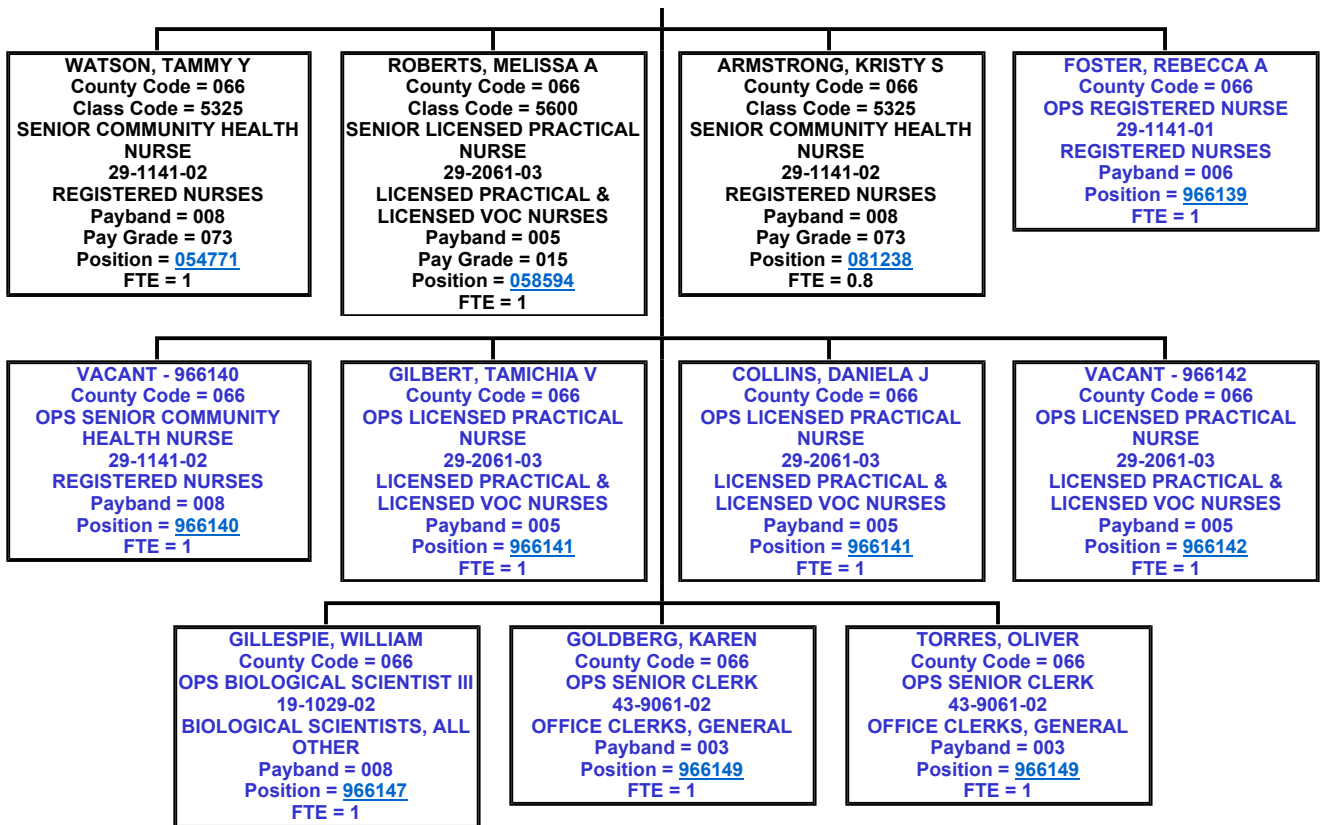 WATSON, TAMMY Y
County Code = 066
Class Code = 5325
SENIOR COMMUNITY HEALTH
NURSE
29-1141-02
REGISTERED NURSES
Payband = 008
Pay Grade = 073
Position = 054771
FTE = 1
ROBERTS, MELISSA A
County Code = 066
Class Code = 5600
SENIOR LICENSED PRACTICAL
NURSE
29-2061-03
LICENSED PRACTICAL &
LICENSED VOC NURSES
Payband = 005
Pay Grade = 015
Position = 058594
FTE = 1
ARMSTRONG, KRISTY S
County Code = 066
Class Code = 5325
SENIOR COMMUNITY HEALTH
NURSE
29-1141-02
REGISTERED NURSES
Payband = 008
Pay Grade = 073
Position = 081238
FTE = 0.8
FOSTER, REBECCA A
County Code = 066
OPS REGISTERED NURSE
29-1141-01
REGISTERED NURSES
Payband = 006
Position = 966139
FTE = 1
VACANT - 966140
County Code = 066
OPS SENIOR COMMUNITY
HEALTH NURSE
29-1141-02
REGISTERED NURSES
Payband = 008
Position = 966140
FTE = 1
GILBERT, TAMICHIA V
County Code = 066
OPS LICENSED PRACTICAL
NURSE
29-2061-03
LICENSED PRACTICAL &
LICENSED VOC NURSES
Payband = 005
Position = 966141
FTE = 1
COLLINS, DANIELA J
County Code = 066
OPS LICENSED PRACTICAL
NURSE
29-2061-03
LICENSED PRACTICAL &
LICENSED VOC NURSES
Payband = 005
Position = 966141
FTE = 1
VACANT - 966142
County Code = 066
OPS LICENSED PRACTICAL
NURSE
29-2061-03
LICENSED PRACTICAL &
LICENSED VOC NURSES
Payband = 005
Position = 966142
FTE = 1
GILLESPIE, WILLIAM
County Code = 066
OPS BIOLOGICAL SCIENTIST III
19-1029-02
BIOLOGICAL SCIENTISTS, ALL
OTHER
Payband = 008
Position = 966147
FTE = 1
GOLDBERG, KAREN
County Code = 066
OPS SENIOR CLERK
43-9061-02
OFFICE CLERKS, GENERAL
Payband = 003
Position = 966149
FTE = 1
TORRES, OLIVER
County Code = 066
OPS SENIOR CLERK
43-9061-02
OFFICE CLERKS, GENERAL
Payband = 003
Position = 966149
FTE = 1